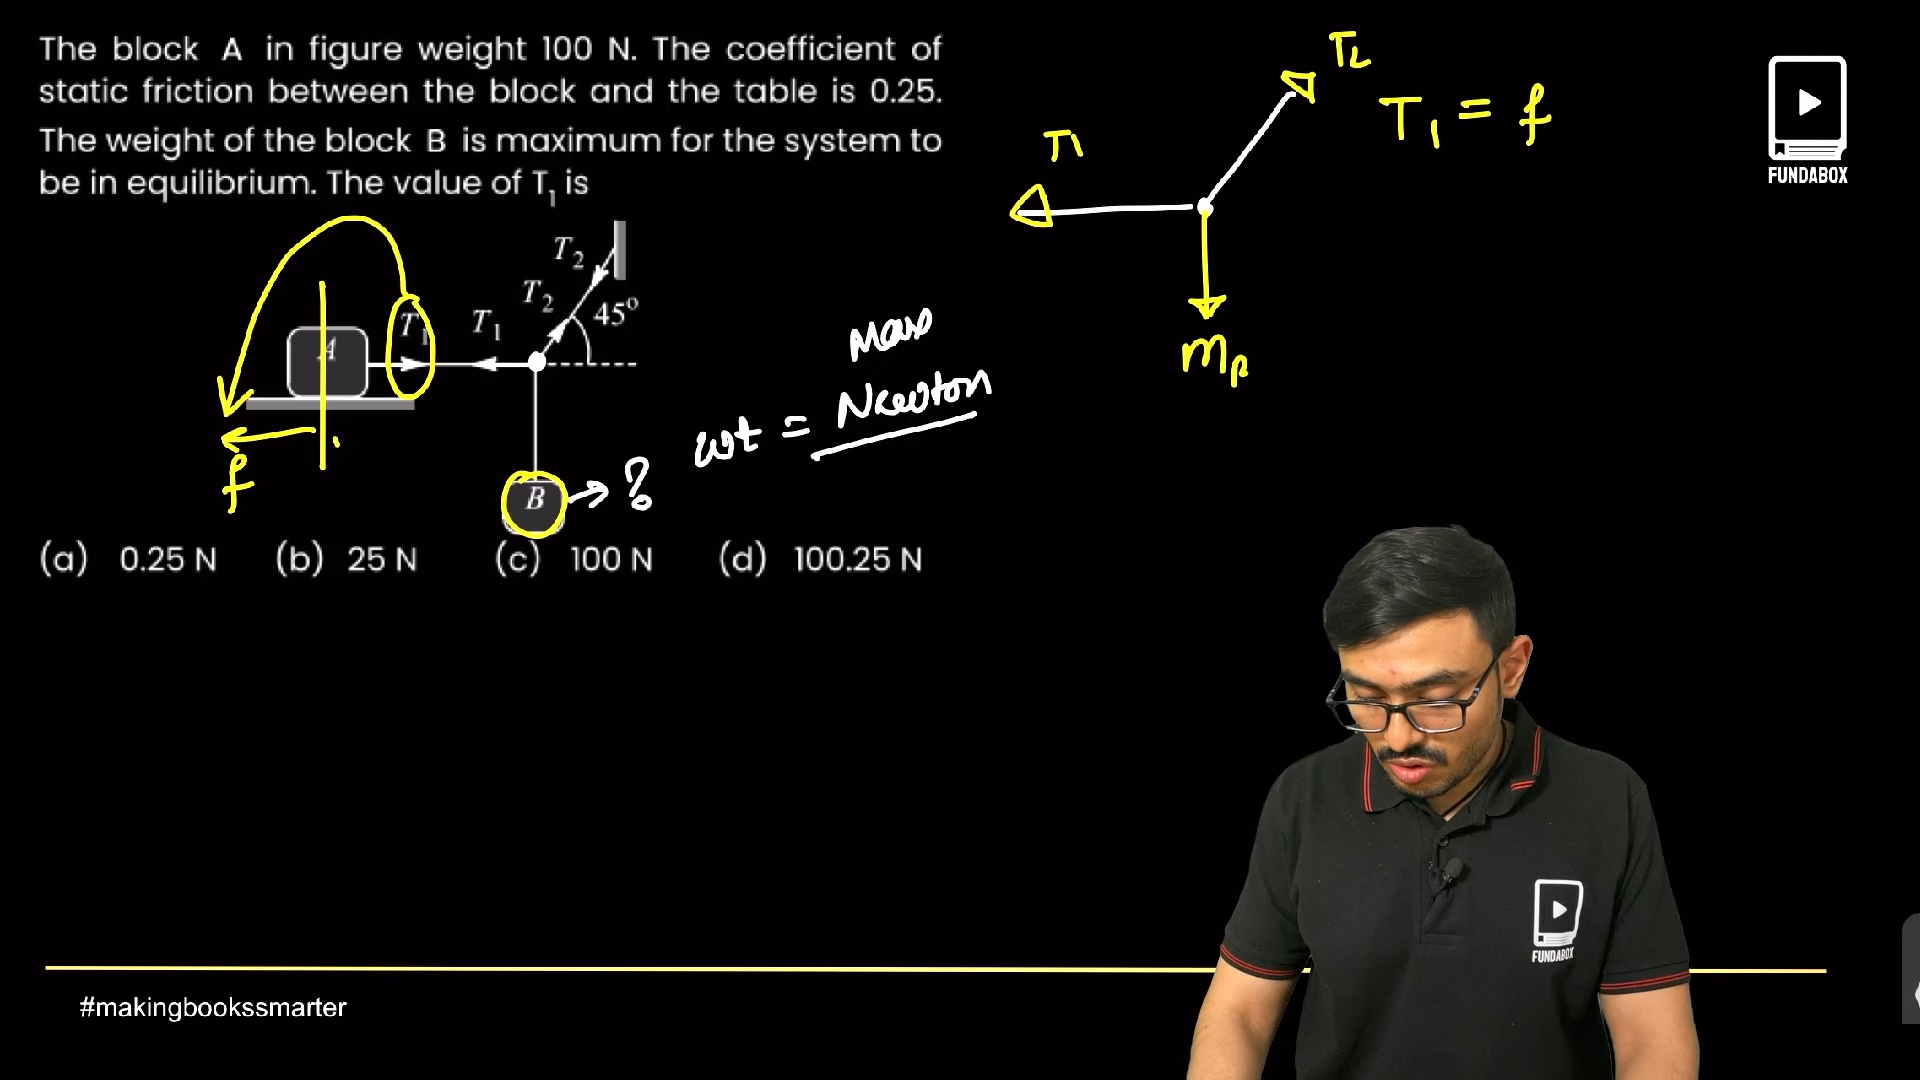 The block A in figure weight 100 N. The coefficient of
static friction between the block and the table is 0.25.
The weight of the block B is maximum for the system to
be in equilibrium. The value of T₁ is
T₂
T₁ = f
T₁
FUNDABOX
T₂
T₂
45°
T₁
T₁
A
Max
wt = Newton
f
B
?
(a) 0.25 N (b) 25 N (c) 100 N (d) 100.25 N
FUNDABOX
#makingbookssmarter